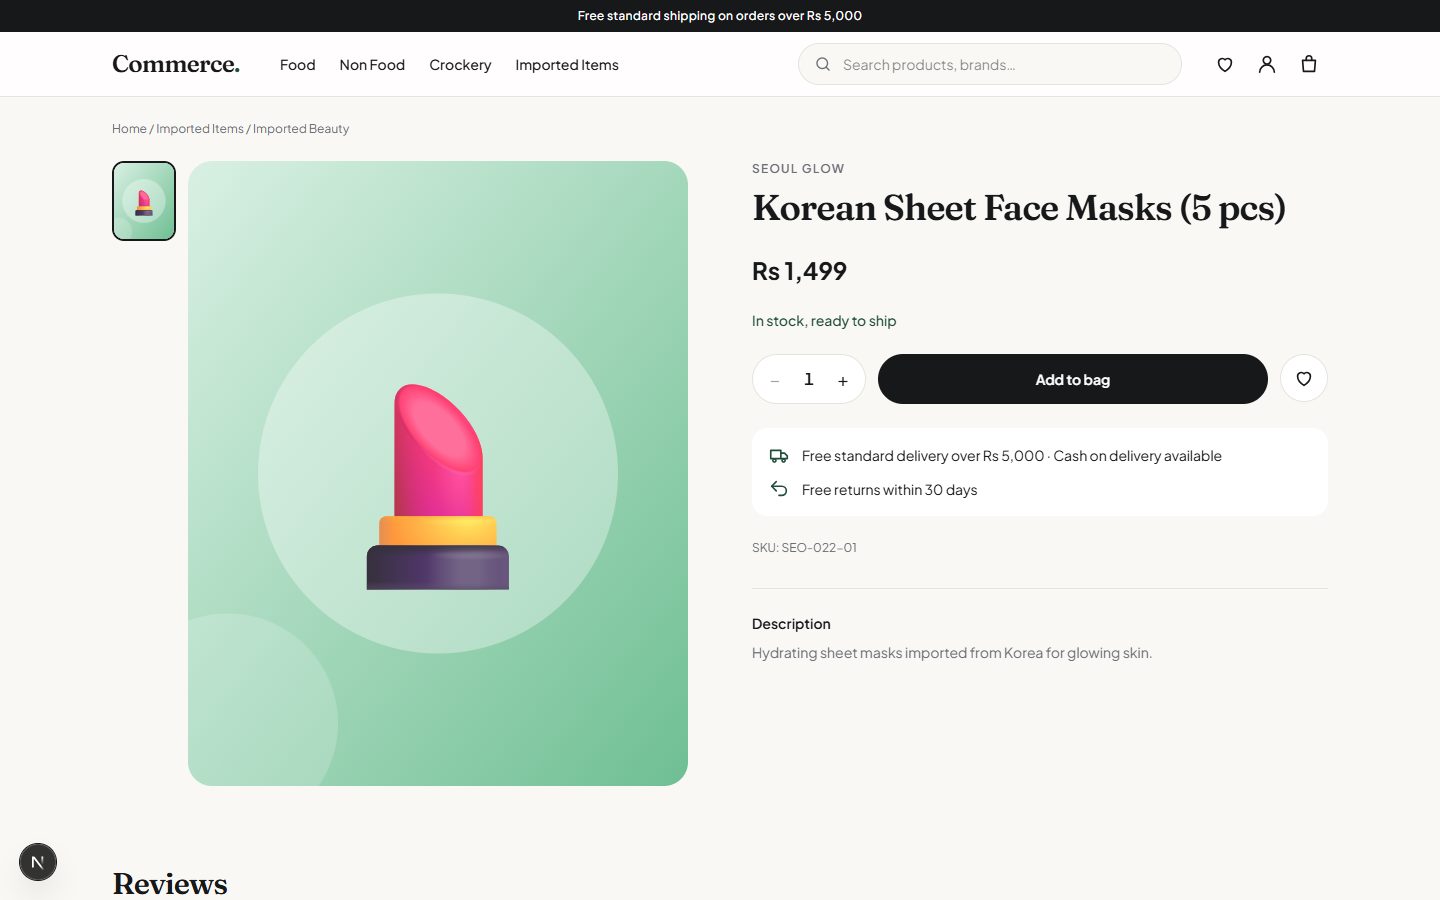 Free standard shipping on orders over Rs 5,000
Commerce.
Food
Non Food
Crockery
Imported Items
Search products, brands...
Home / Imported Items / Imported Beauty
SEOUL GLOW
Korean Sheet Face Masks (5 pcs)
Rs 1,499
In stock, ready to ship
− 1 +
Add to bag
Free standard delivery over Rs 5,000 · Cash on delivery available
Free returns within 30 days
SKU: SEO-022-01
Description
Hydrating sheet masks imported from Korea for glowing skin.
N
Reviews